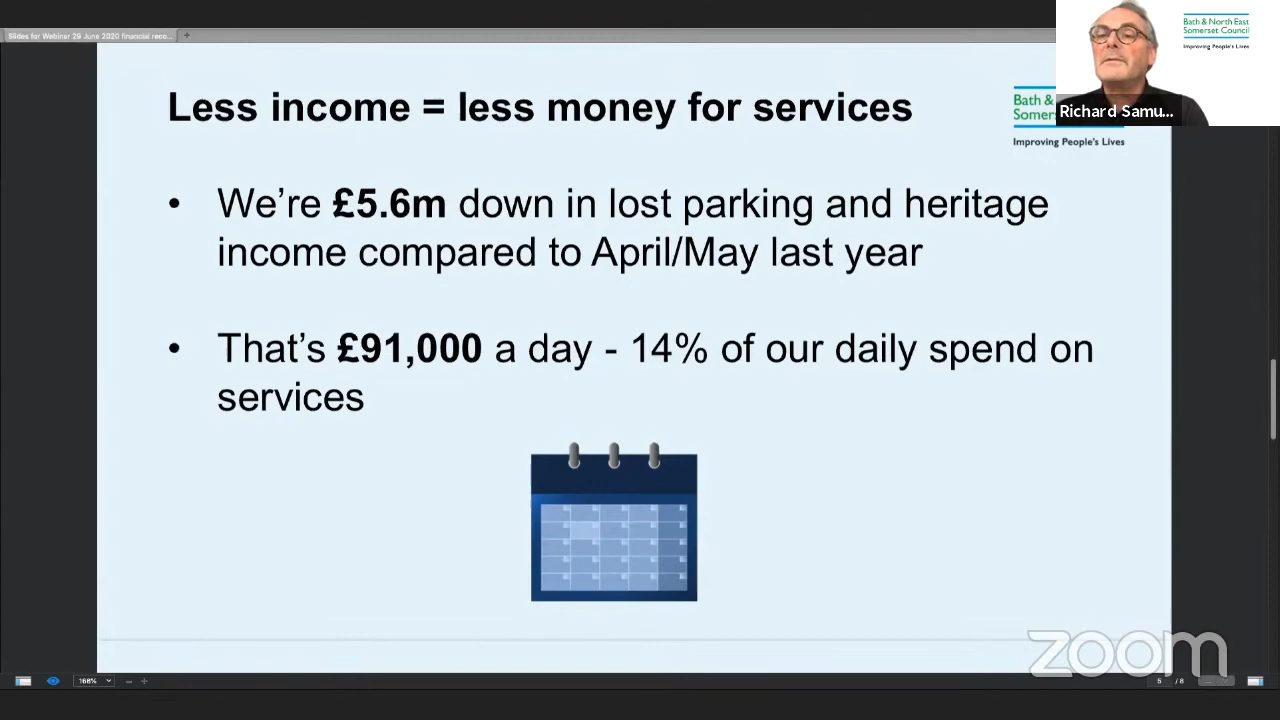 Slides for Webinar 29 June 2020 financial reco...
Bath & North East
Somerset Council
Improving People's Lives
Richard Samu...
Less income = less money for services
Bath &
Somer
Improving People's Lives
• We're £5.6m down in lost parking and heritage
income compared to April/May last year
• That's £91,000 a day - 14% of our daily spend on
services
zoom
168%
5 / 8